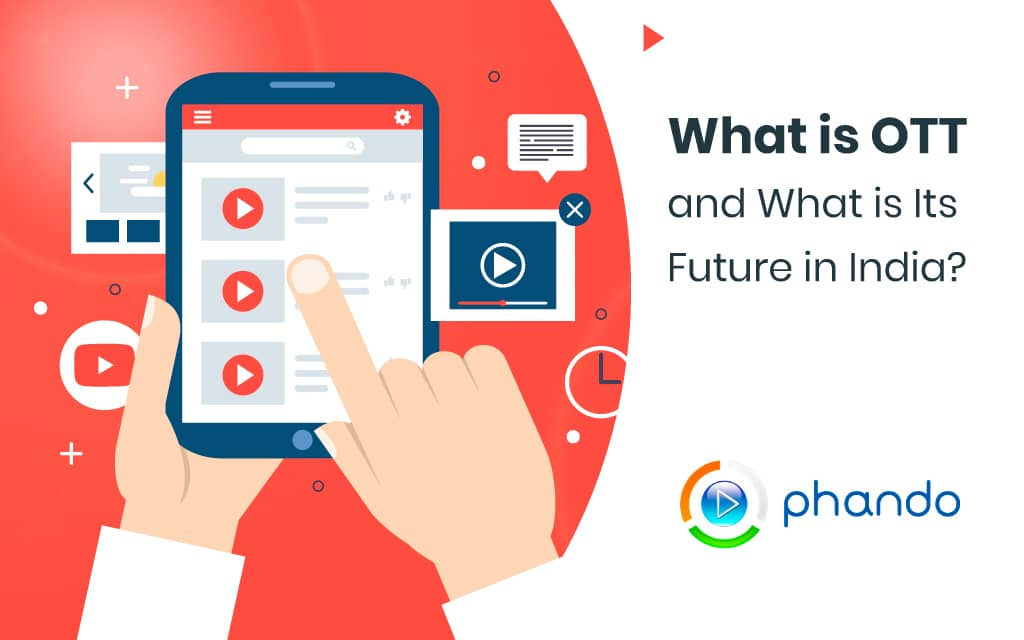 What is OTT
and What is Its
Future in India?
phando